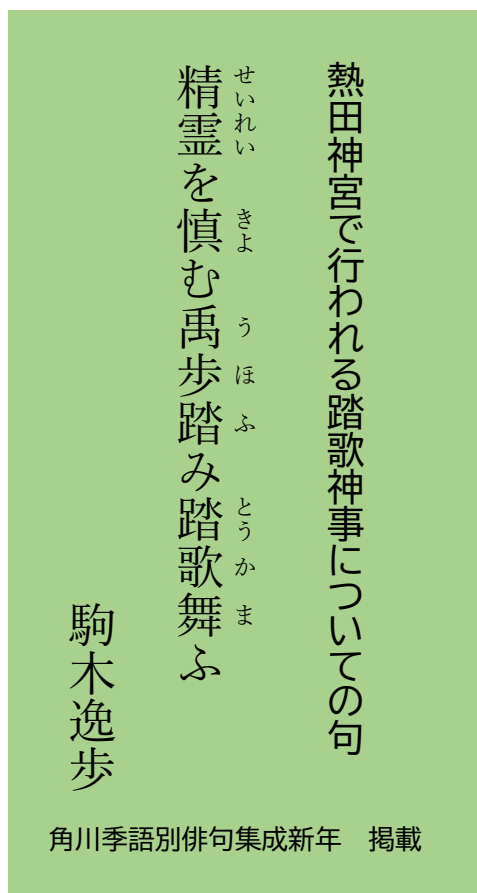 熱田神宮で行われる踏歌神事についての句
せいれい きよ うほふ とうかま
精霊を慎む禹歩踏み踏歌舞ふ
駒木逸歩
角川季語別俳句集成新年　掲載